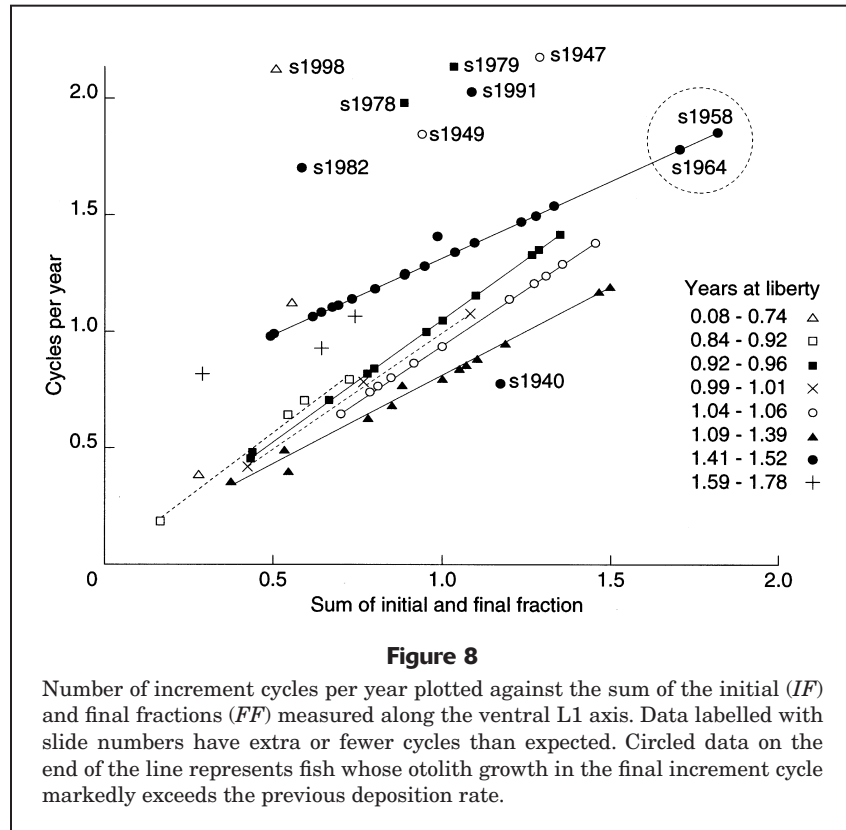 s1998
s1979
s1947
s1978
s1991
s1949
s1982
s1958
s1964
s1940
2.0
1.5
1.0
0.5
0
0.5
1.0
1.5
2.0
Cycles per year
Sum of initial and final fraction
Years at liberty
0.08 - 0.74
0.84 - 0.92
0.92 - 0.96
0.99 - 1.01
1.04 - 1.06
1.09 - 1.39
1.41 - 1.52
1.59 - 1.78
Figure 8
Number of increment cycles per year plotted against the sum of the initial (IF)
and final fractions (FF) measured along the ventral L1 axis. Data labelled with
slide numbers have extra or fewer cycles than expected. Circled data on the
end of the line represents fish whose otolith growth in the final increment cycle
markedly exceeds the previous deposition rate.